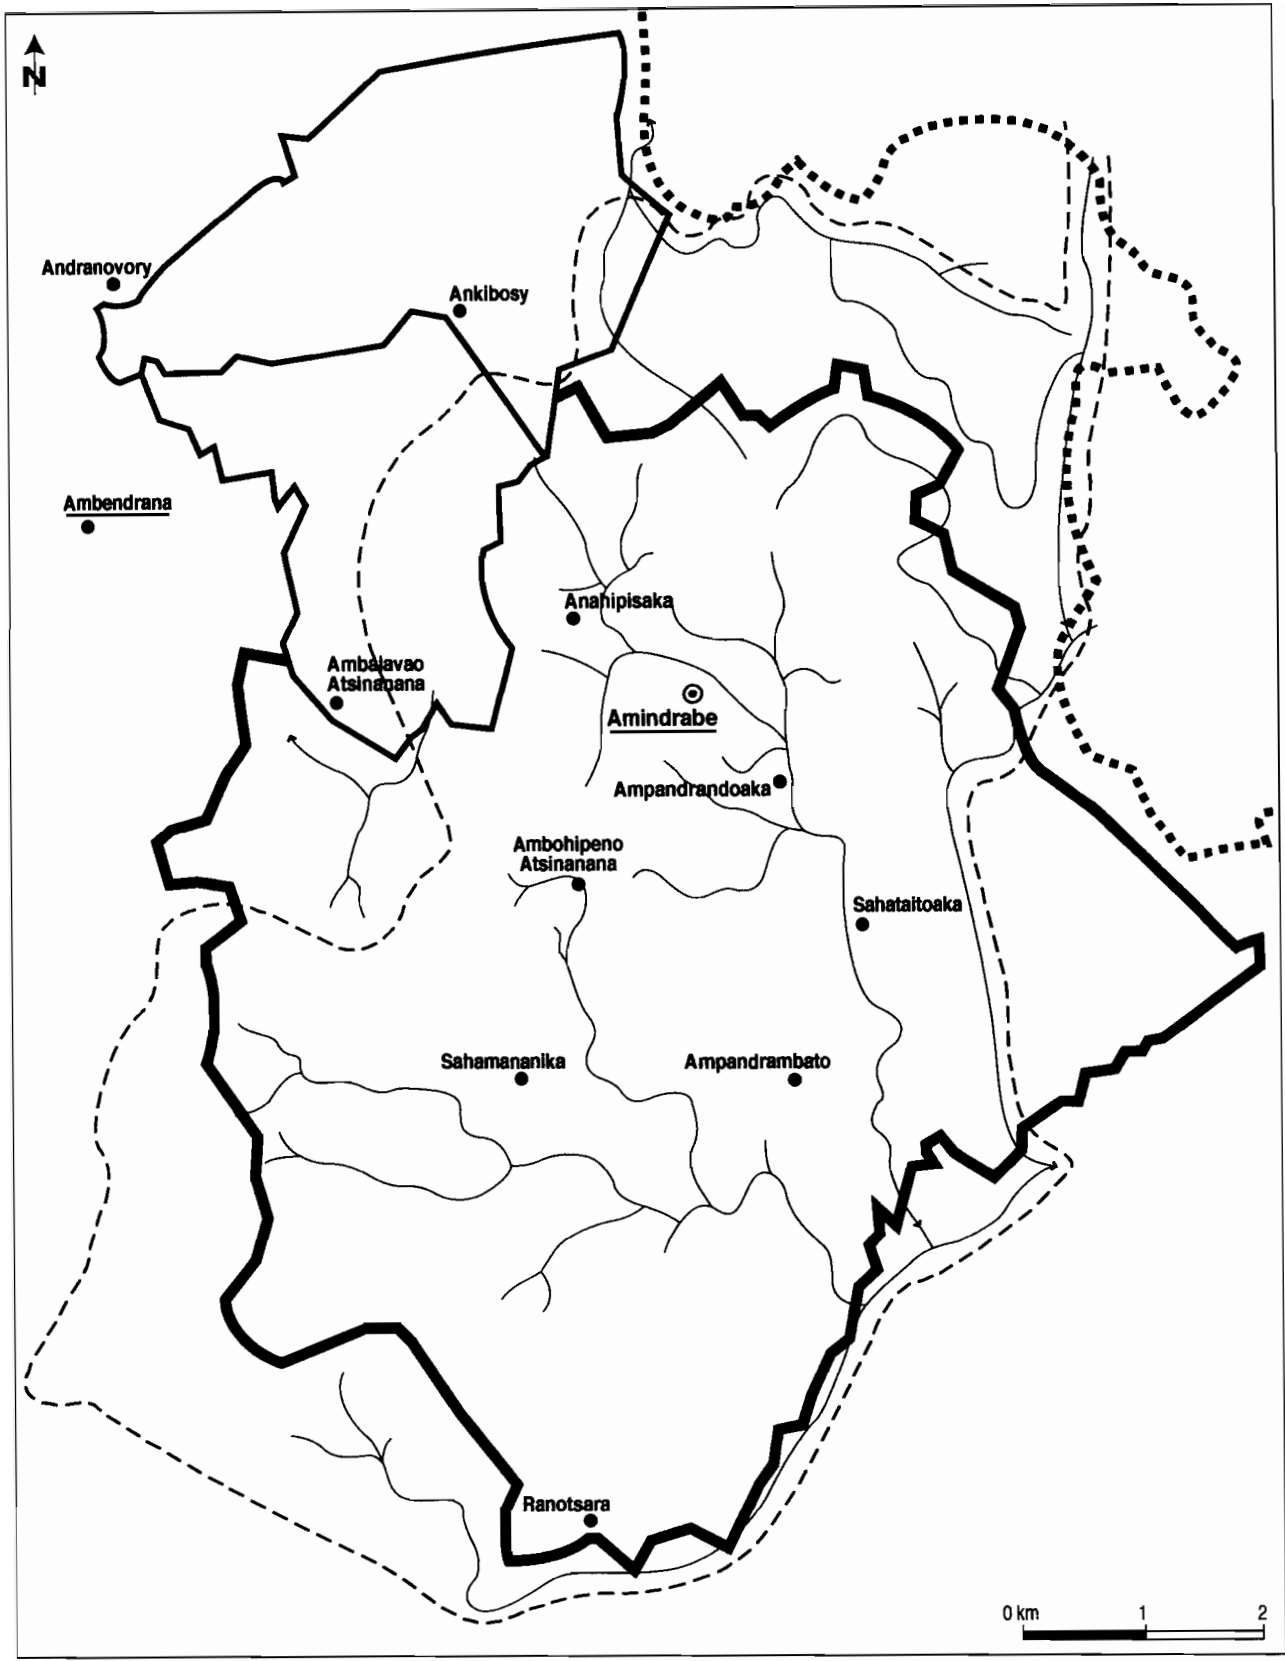 N
Andranovory
Ankibosy
Ambendrana
Anahipisaka
Ambalavao
Atsinanana
Amindrabe
Ampandrandoaka
Ambohipeno
Atsinanana
Sahataitoaka
Sahamananika
Ampandrambato
Ranotsara
0 km 1 2